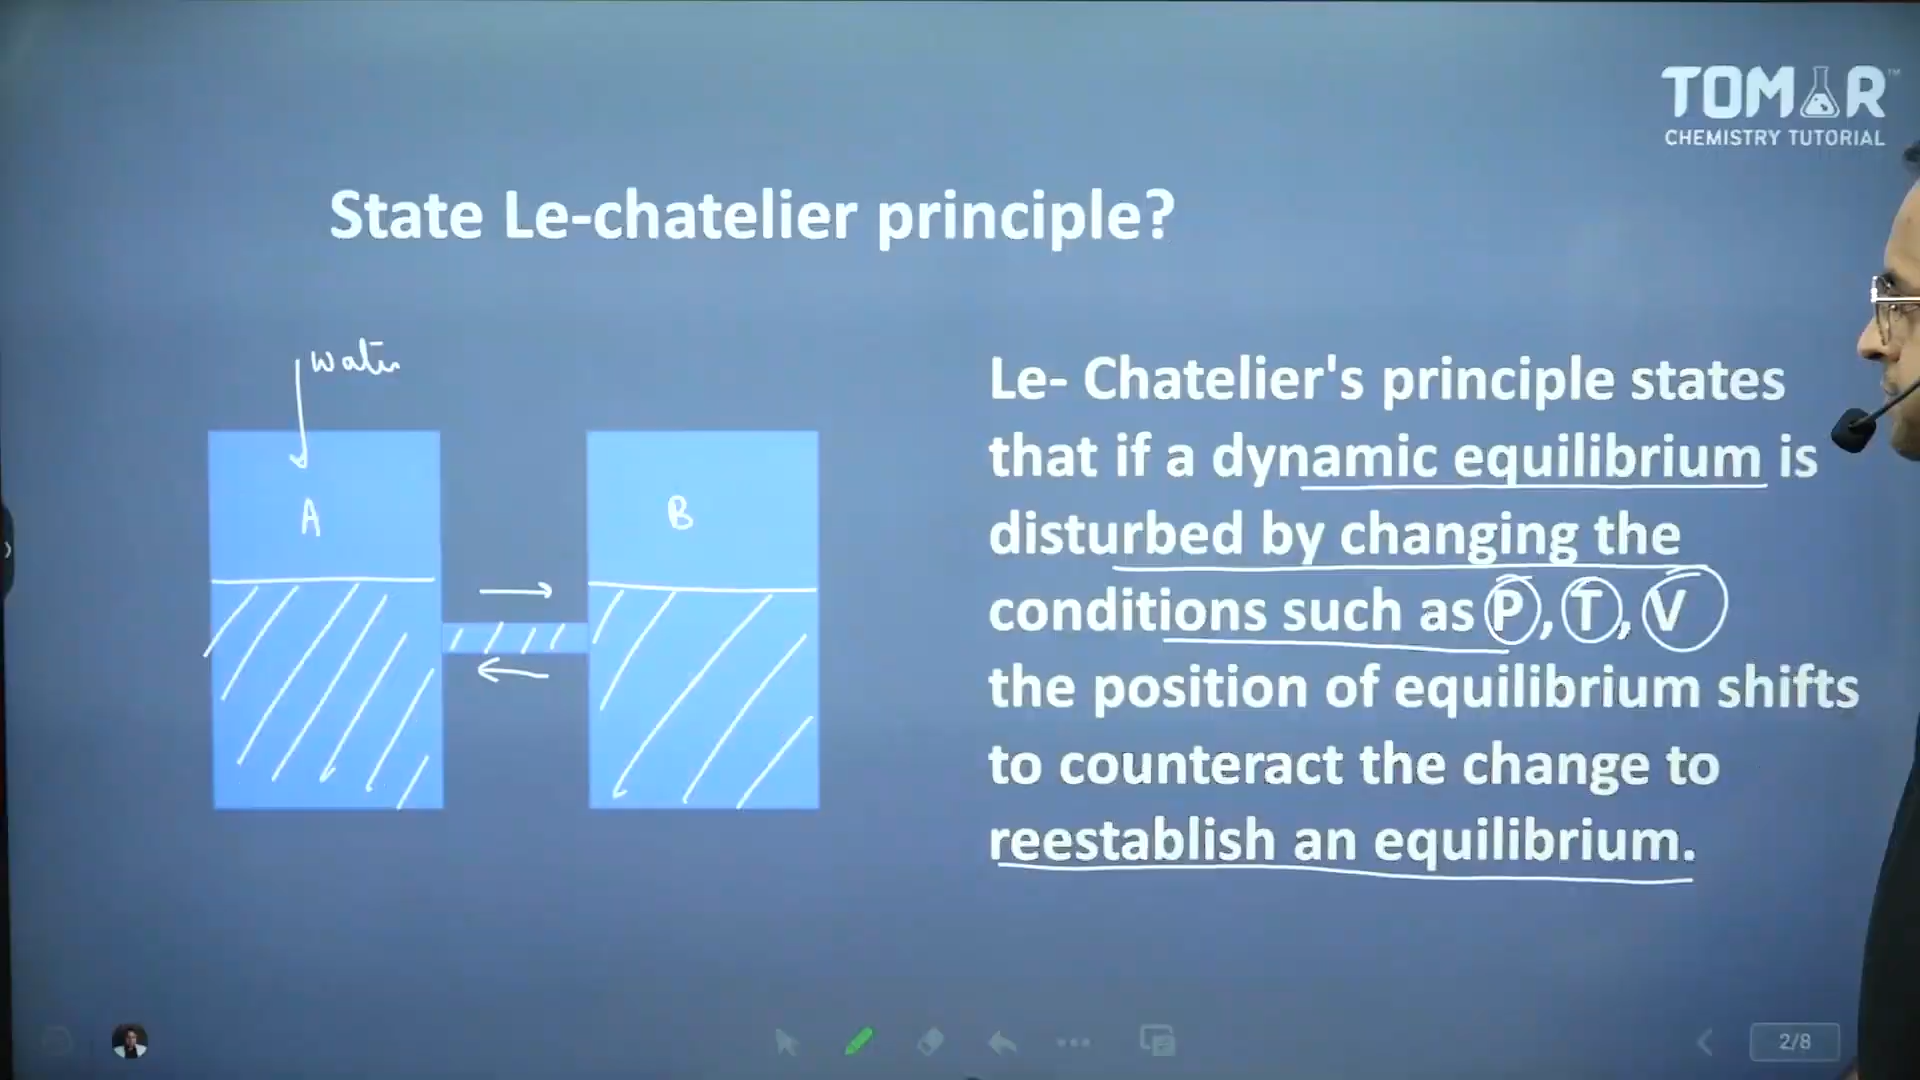 TOMAR™
CHEMISTRY TUTORIAL
State Le-chatelier principle?
water
A
B
Le- Chatelier's principle states
that if a dynamic equilibrium is
disturbed by changing the
conditions such as P, T, V
the position of equilibrium shifts
to counteract the change to
reestablish an equilibrium.
2/8